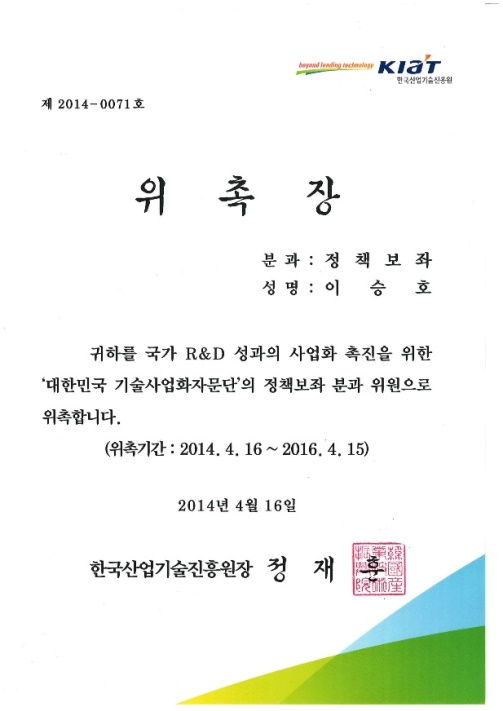 beyond leading technology KIAT
한국산업기술진흥원
제 2014-0071호
위 촉 장
분 과 : 정 책 보 좌
성 명 : 이 승 호
귀하를 국가 R&D 성과의 사업화 촉진을 위한
‘대한민국 기술사업화자문단’의 정책보좌 분과 위원으로
위촉합니다.
(위촉기간 : 2014. 4. 16 ~ 2016. 4. 15)
2014년 4월 16일
한국산업기술진흥원장 정 재 훈